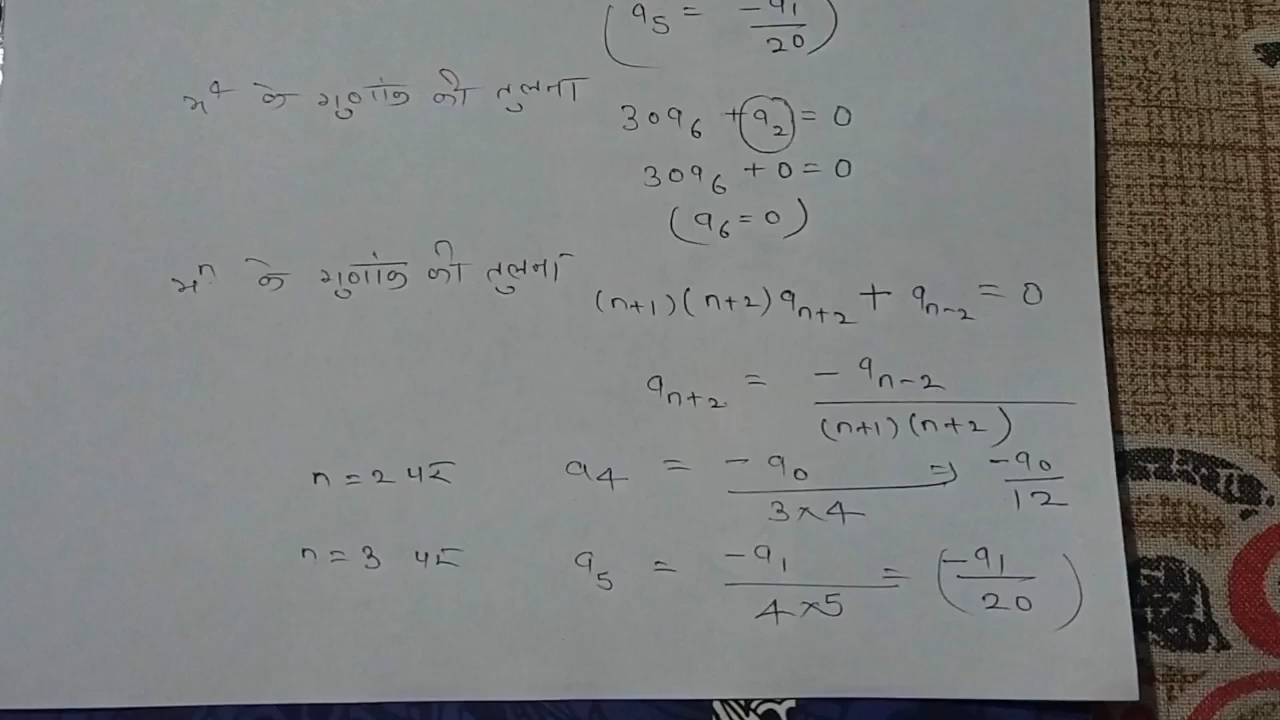 (a₅ = -a₁/20)
x⁴ के गुणांक की तुलना
30a₆ + a₂ = 0
30a₆ + 0 = 0
(a₆ = 0)
xⁿ के गुणांक की तुलना
(n+1)(n+2)aₙ₊₂ + aₙ₋₂ = 0
aₙ₊₂ = -aₙ₋₂/(n+1)(n+2)
n = 2 पर a₄ = -a₀/3×4 ⇒ -a₀/12
n = 3 पर a₅ = -a₁/4×5 = (-a₁/20)